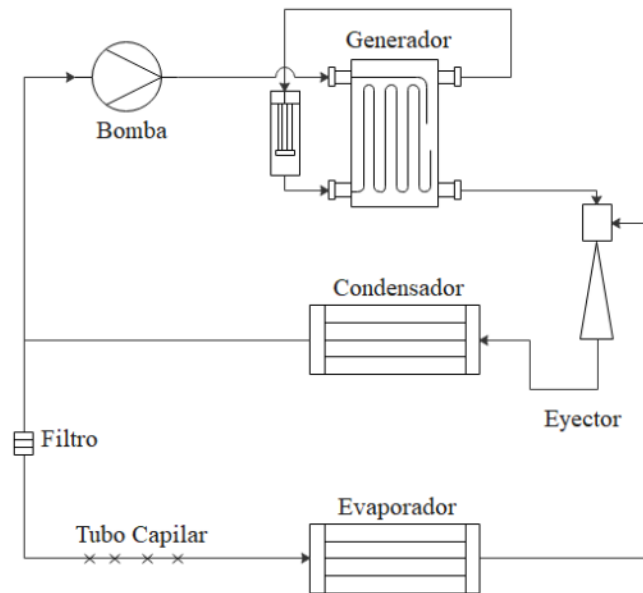 Generador
Bomba
Condensador
Eyector
Filtro
Tubo Capilar
Evaporador